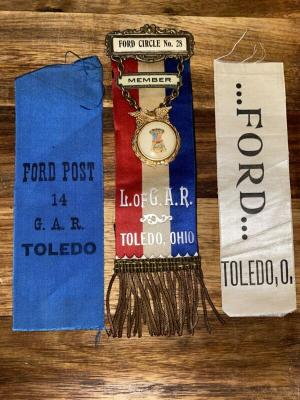 FORD POST
14
G. A. R.
TOLEDO
FORD CIRCLE No. 28
MEMBER
L. OF G. A. R.
TOLEDO, OHIO
...FORD...
TOLEDO, O.